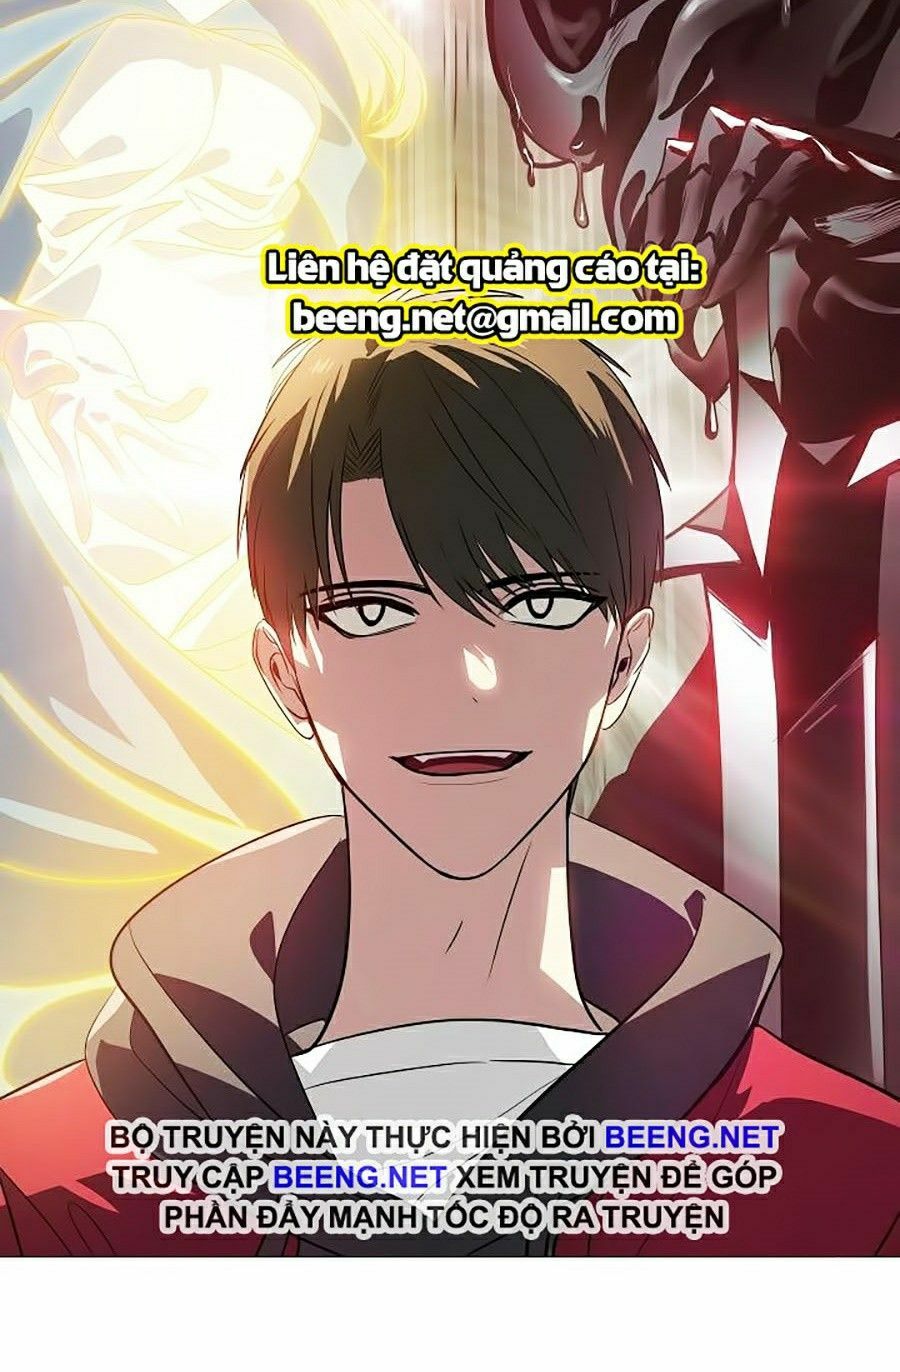 Liên hệ đặt quảng cáo tại:
beeng.net@gmail.com
BỘ TRUYỆN NÀY THỰC HIỆN BỞI BEENG.NET
TRUY CẬP BEENG.NET XEM TRUYỆN ĐỂ GÓP
PHẦN ĐẨY MẠNH TỐC ĐỘ RA TRUYỆN